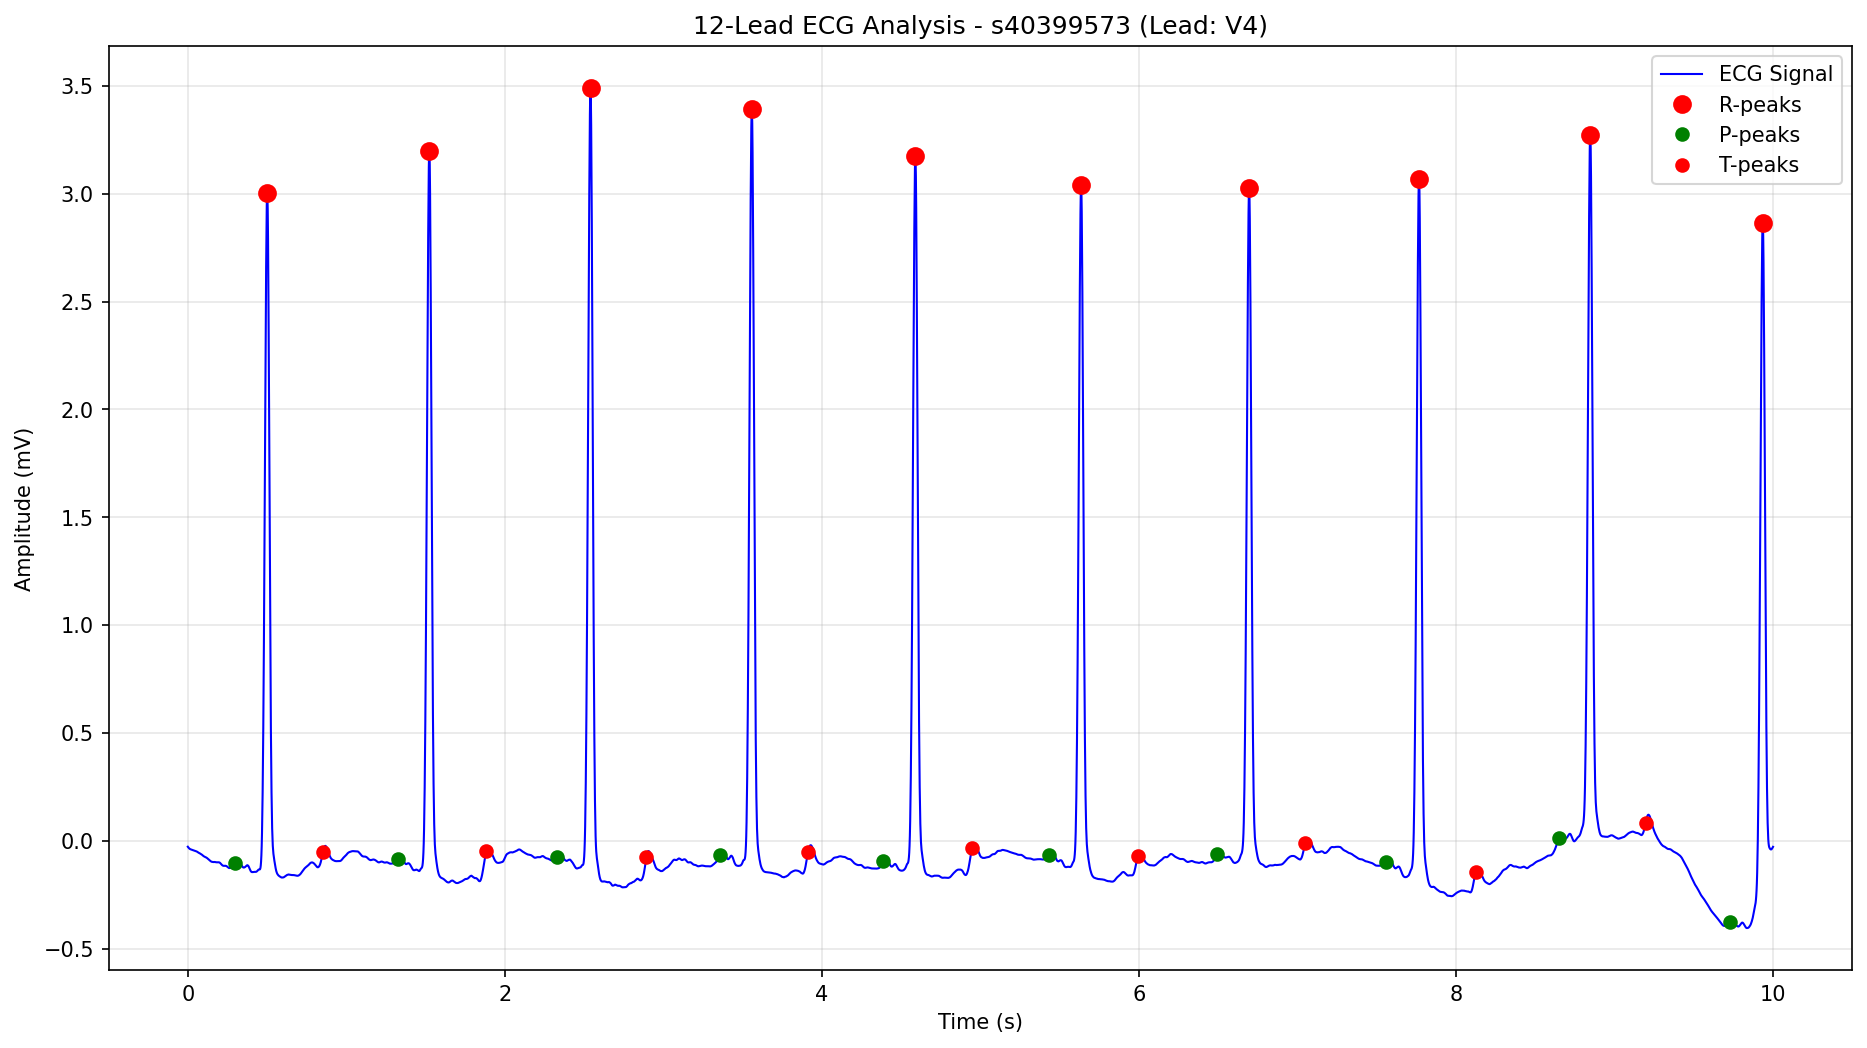 12-Lead ECG Analysis - s40399573 (Lead: V4)
ECG Signal
R-peaks
P-peaks
T-peaks
Amplitude (mV)
3.5
3.0
2.5
2.0
1.5
1.0
0.5
0.0
−0.5
0 2 4 6 8 10
Time (s)